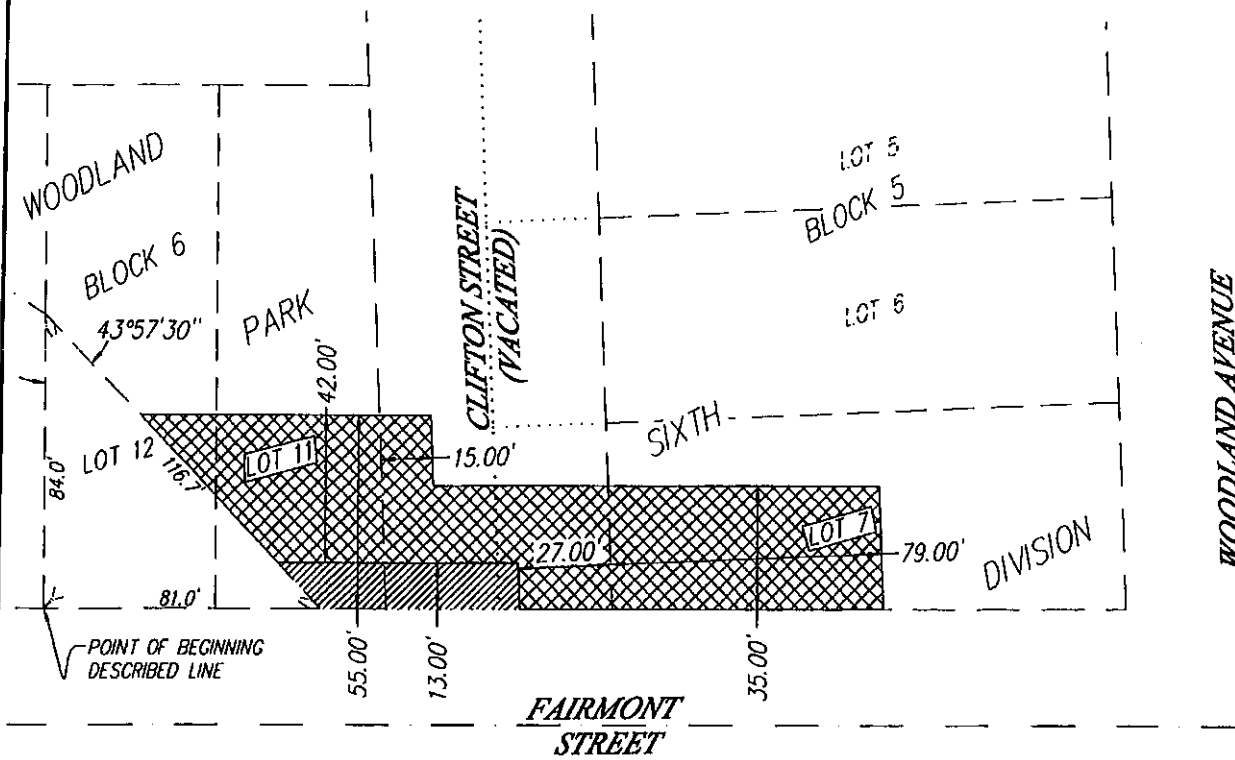 WOODLAND
BLOCK 6
PARK
43°57'30"
LOT 12
84.0'
116.7'
LOT 11
42.00'
81.0'
POINT OF BEGINNING
DESCRIBED LINE
55.00'
13.00'
15.00'
27.00'
CLIFTON STREET
(VACATED)
LOT 5
BLOCK 5
LOT 6
SIXTH
LOT 7
79.00'
DIVISION
35.00'
FAIRMONT
STREET
WOODLAND AVENUE